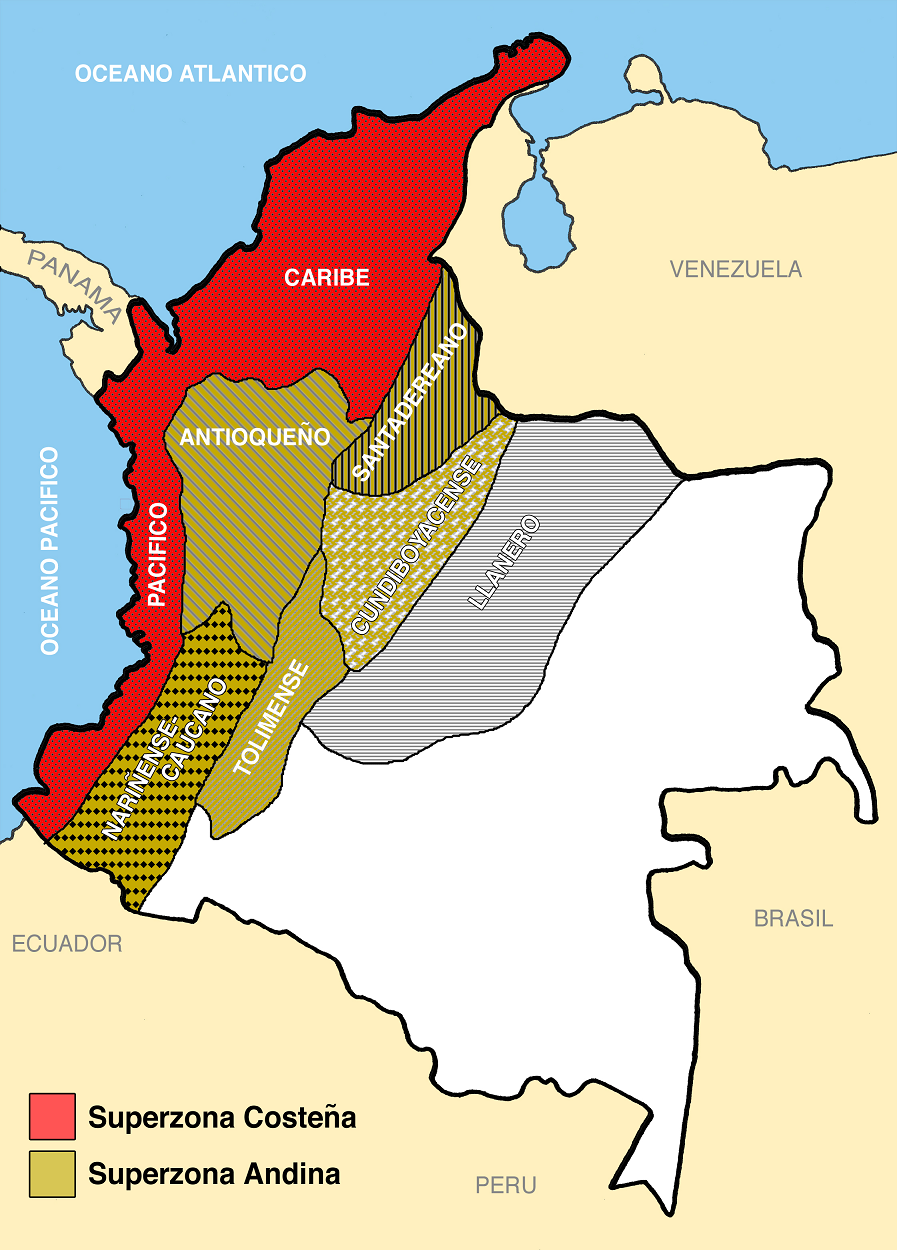 OCEANO ATLANTICO
PANAMA
CARIBE
VENEZUELA
SANTADEREANO
ANTIOQUEÑO
OCEANO PACIFICO
PACIFICO
CUNDIBOYACENSE
LLANERO
NARIÑENSE-
CAUCANO
TOLIMENSE
BRASIL
ECUADOR
Superzona Costeña
Superzona Andina
PERU